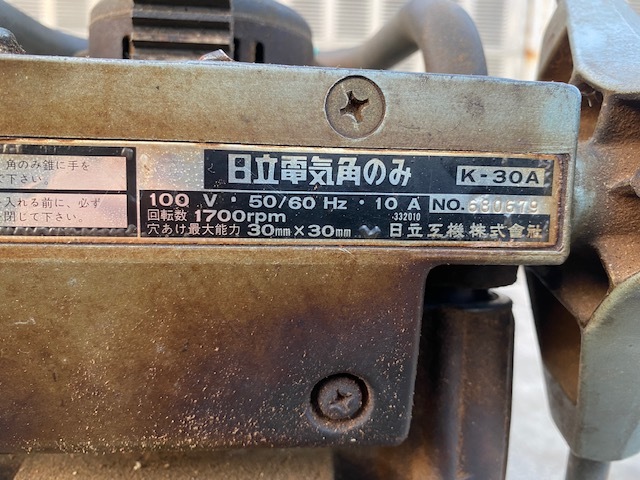 角のみ錐に手を
下さい。
入れる前に、必ず
閉じて下さい。
日立電気角のみ K-30A
100 V・50/60 Hz・10 A NO. 680679
回転数 1700rpm 332010
穴あけ最大能力 30mm×30mm 日立工機株式會社